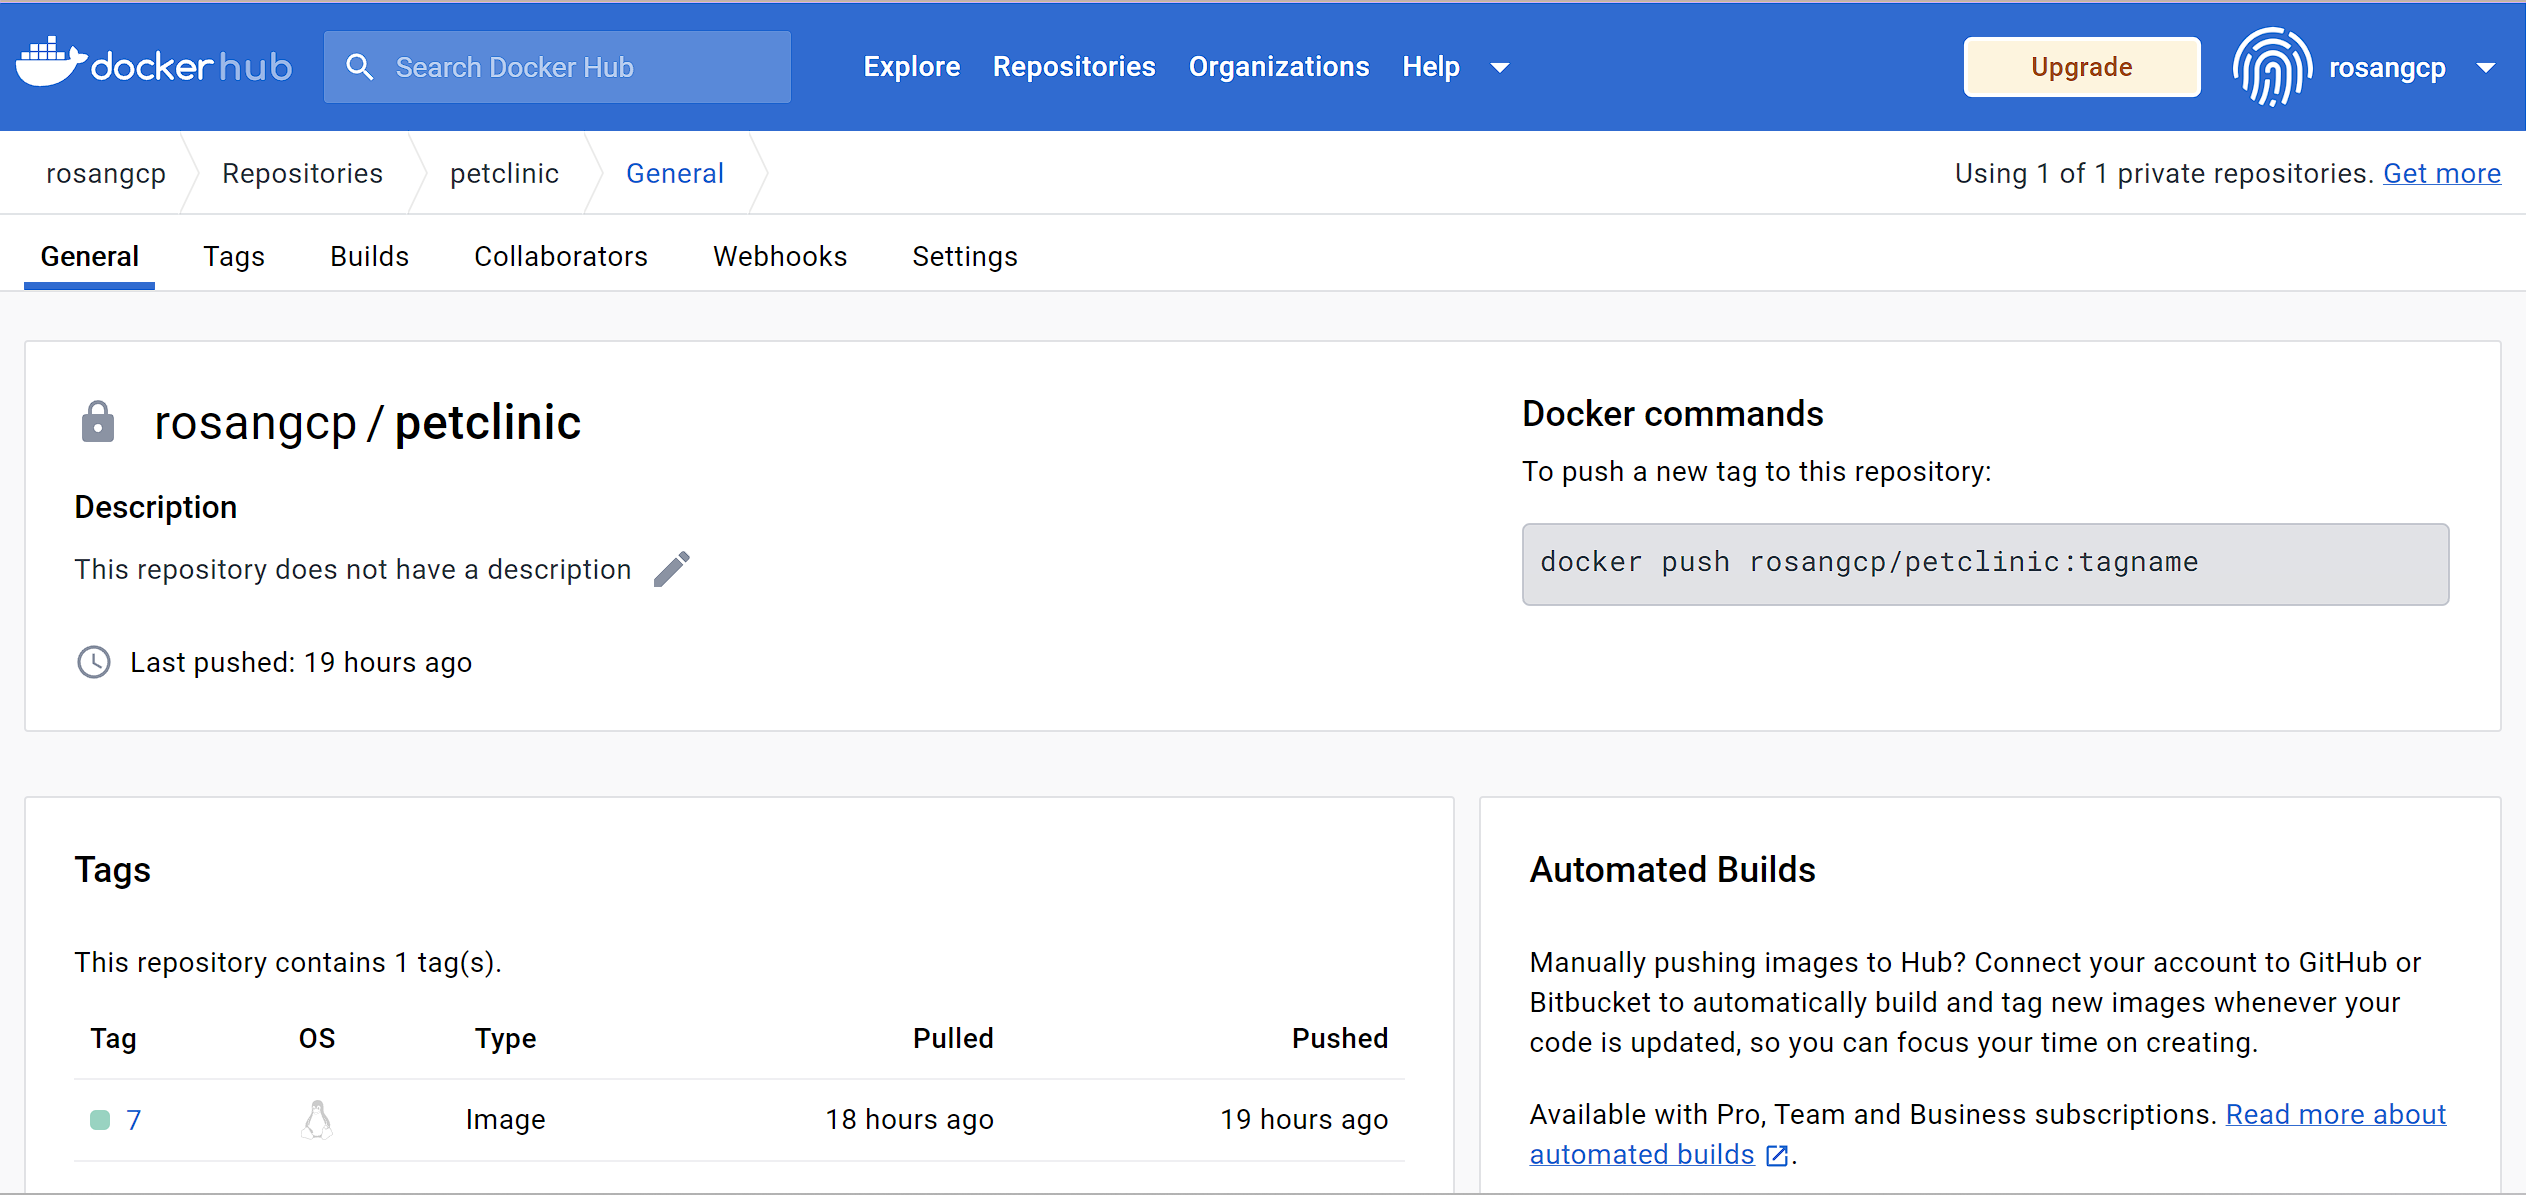 dockerhub
Search Docker Hub
Explore Repositories Organizations Help
Upgrade
rosangcp
rosangcp Repositories petclinic General
Using 1 of 1 private repositories. Get more
General Tags Builds Collaborators Webhooks Settings
rosangcp / petclinic
Description
This repository does not have a description
Last pushed: 19 hours ago
Docker commands
To push a new tag to this repository:
docker push rosangcp/petclinic:tagname
Tags
This repository contains 1 tag(s).
Tag OS Type Pulled Pushed
7 Image 18 hours ago 19 hours ago
Automated Builds
Manually pushing images to Hub? Connect your account to GitHub or
Bitbucket to automatically build and tag new images whenever your
code is updated, so you can focus your time on creating.
Available with Pro, Team and Business subscriptions. Read more about
automated builds .